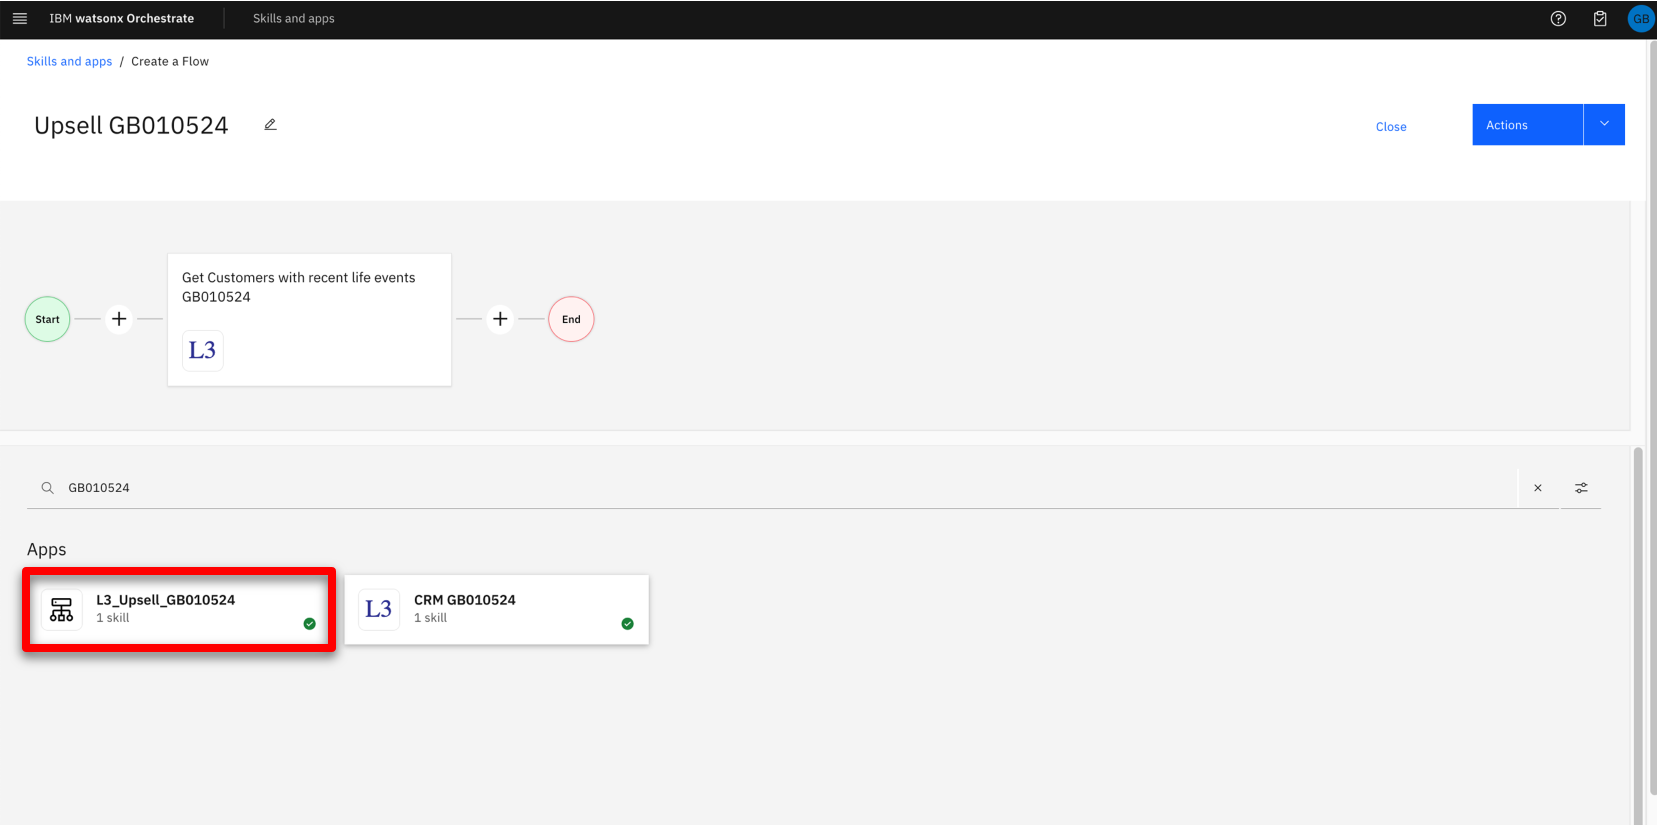 IBM watsonx Orchestrate
Skills and apps
GB
Skills and apps / Create a Flow
Upsell GB010524
Close
Actions
Start
Get Customers with recent life events
GB010524
L3
End
GB010524
Apps
L3_Upsell_GB010524
1 skill
L3
CRM GB010524
1 skill